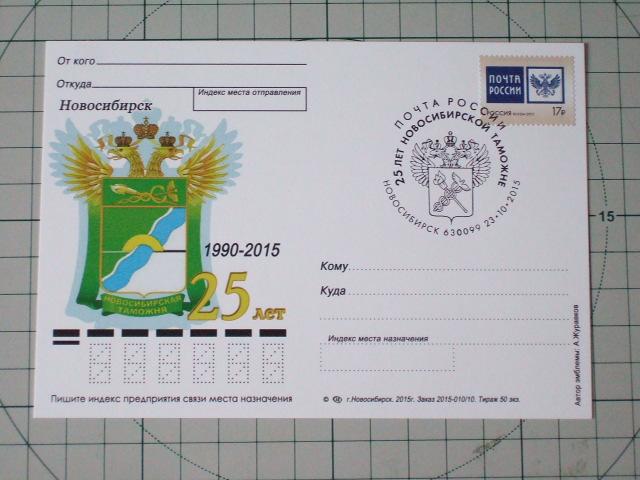 От кого
Откуда
Индекс места отправления
Новосибирск
ПОЧТА РОССИИ
РОССИЯ
17р
ПОЧТА РОССИИ
25 ЛЕТ НОВОСИБИРСКОЙ ТАМОЖНЕ
НОВОСИБИРСК 630099 23•10•2015
15
1990-2015
25 лет
НОВОСИБИРСКАЯ
ТАМОЖНЯ
Кому
Куда
Индекс места назначения
Пишите индекс предприятия связи места назначения
© г.Новосибирск. 2015г. Заказ 2015-010/10. Тираж 50 экз.
Автор эмблемы: А.Журавков